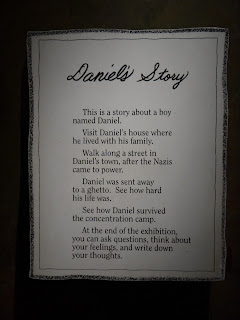 Daniel's Story
This is a story about a boy
named Daniel.
Visit Daniel's house where
he lived with his family.
Walk along a street in
Daniel's town, after the Nazis
came to power.
Daniel was sent away
to a ghetto. See how hard
his life was.
See how Daniel survived
the concentration camp.
At the end of the exhibition,
you can ask questions, think about
your feelings, and write down
your thoughts.